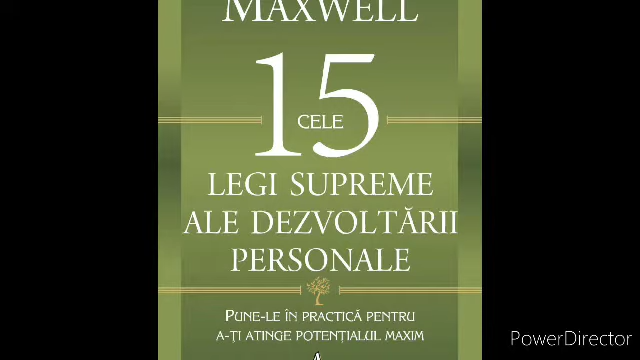 MAXWELL
CELE
15
LEGI SUPREME
ALE DEZVOLTĂRII
PERSONALE
PUNE-LE ÎN PRACTICĂ PENTRU
A-ȚI ATINGE POTENȚIALUL MAXIM
PowerDirector